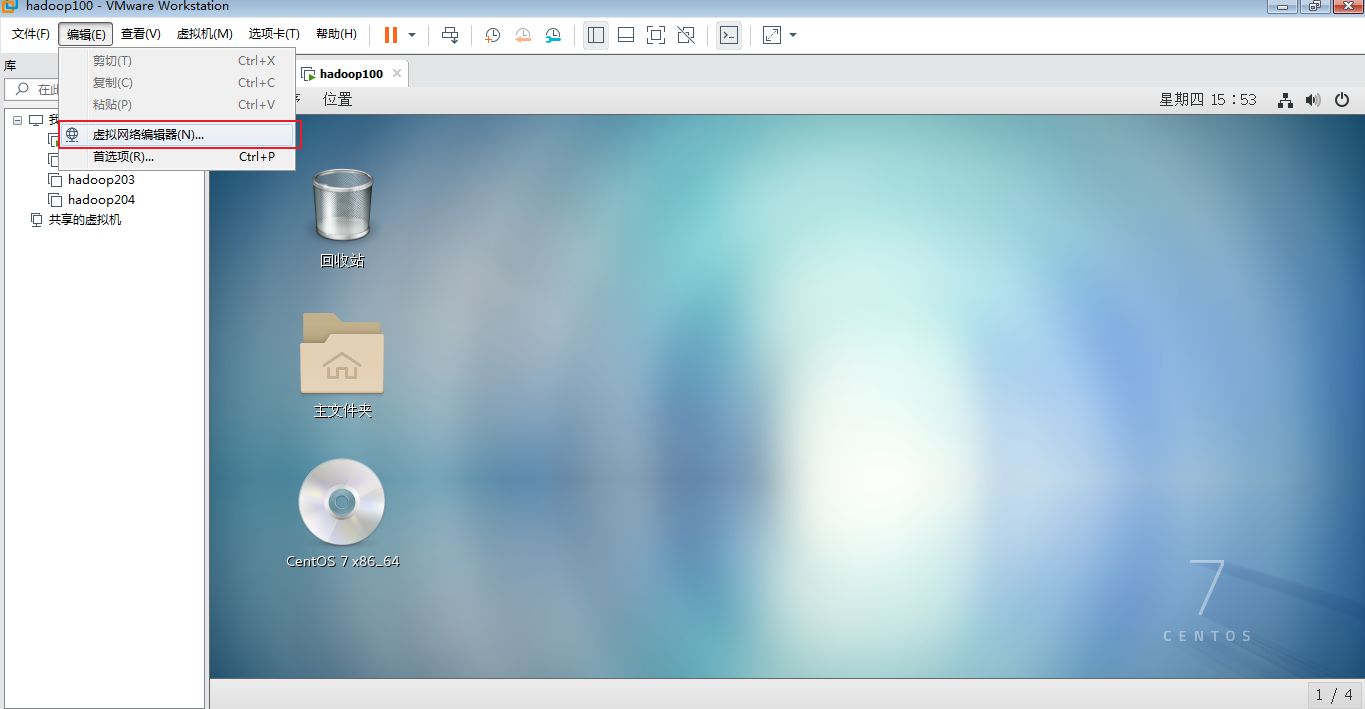 hadoop100 - VMware Workstation
文件(F) 编辑(E) 查看(V) 虚拟机(M) 选项卡(T) 帮助(H)
库
在此
剪切(T) Ctrl+X
复制(C) Ctrl+C
粘贴(P) Ctrl+V
虚拟网络编辑器(N)...
首选项(R)... Ctrl+P
hadoop203
hadoop204
共享的虚拟机
hadoop100
位置
星期四 15：53
回收站
主文件夹
CentOS 7 x86_64
7
CENTOS
1 / 4